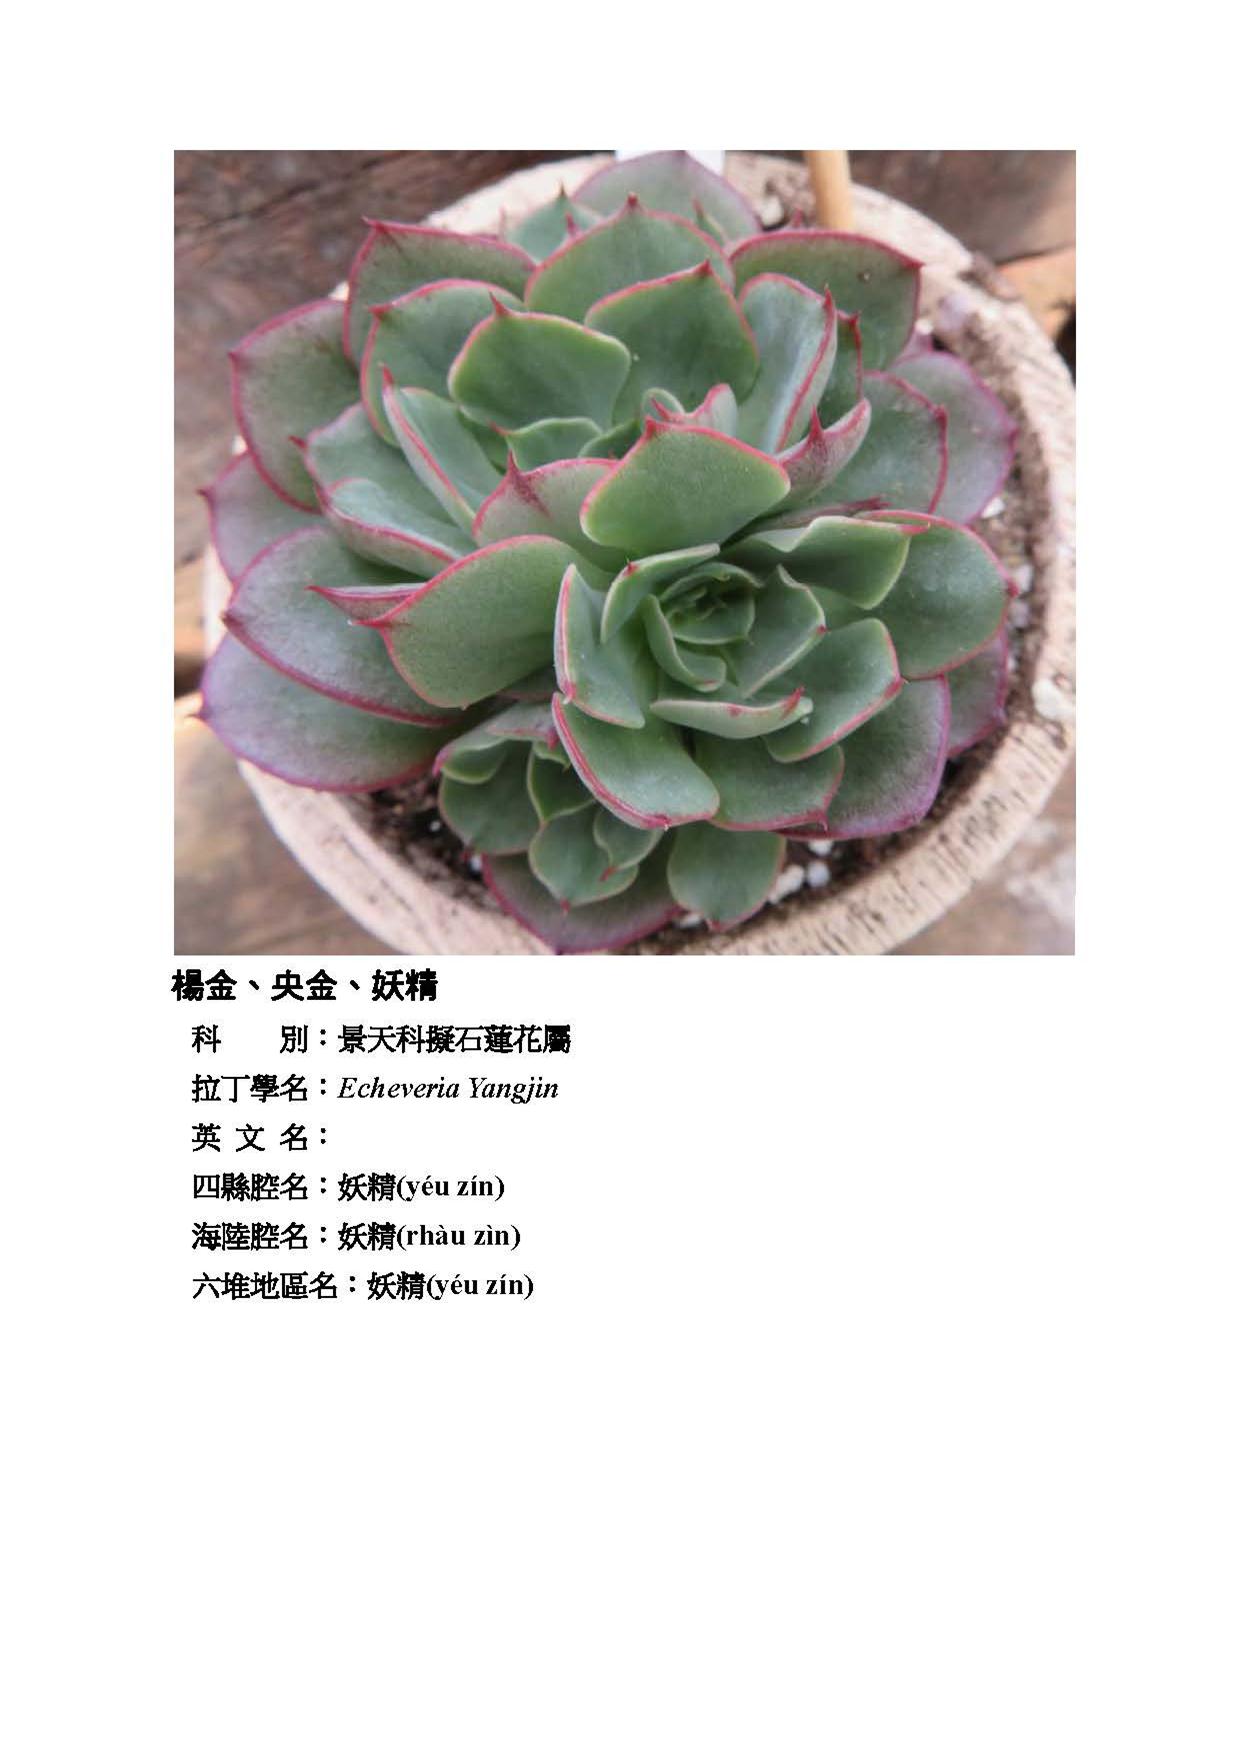 楊金、央金、妖精
科　　別：景天科擬石蓮花屬
拉丁學名：Echeveria Yangjin
英 文 名：
四縣腔名：妖精(yéu zín)
海陸腔名：妖精(rhàu zìn)
六堆地區名：妖精(yéu zín)